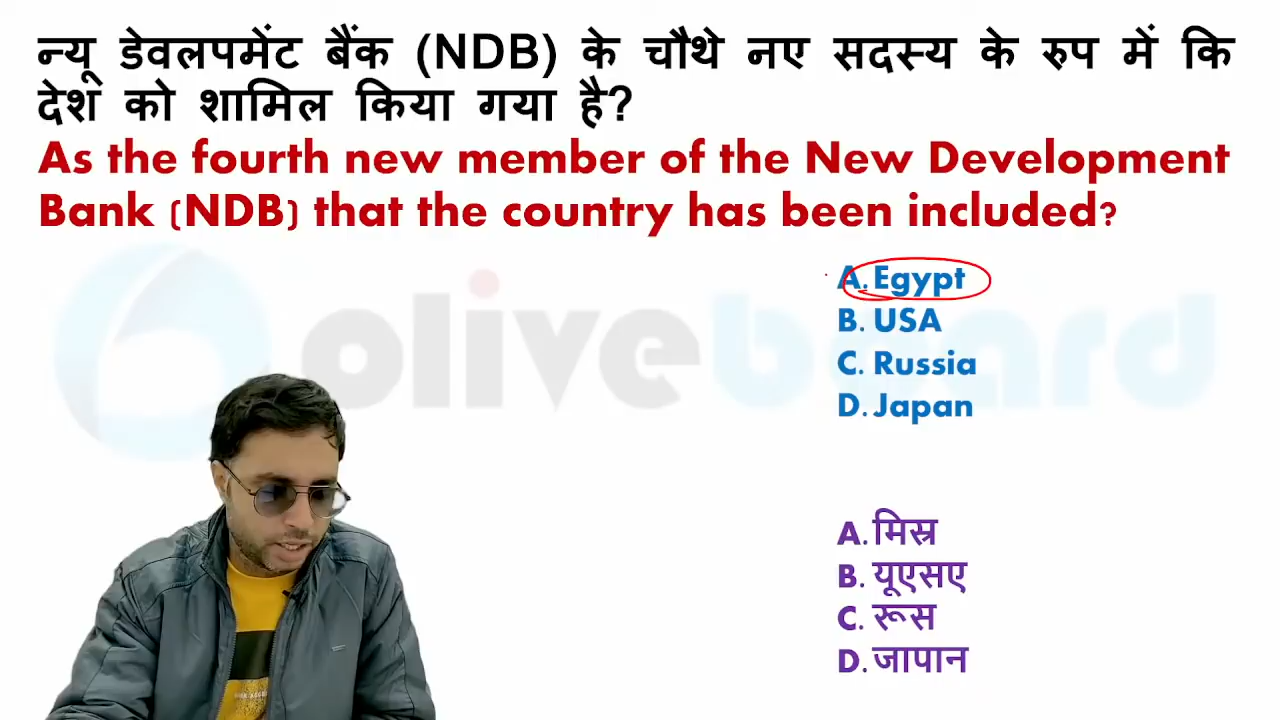 न्यू डेवलपमेंट बैंक (NDB) के चौथे नए सदस्य के रुप में कि
देश को शामिल किया गया है?
As the fourth new member of the New Development
Bank (NDB) that the country has been included?
oliveboard
A. Egypt
B. USA
C. Russia
D. Japan
A. मिस्र
B. यूएसए
C. रूस
D. जापान